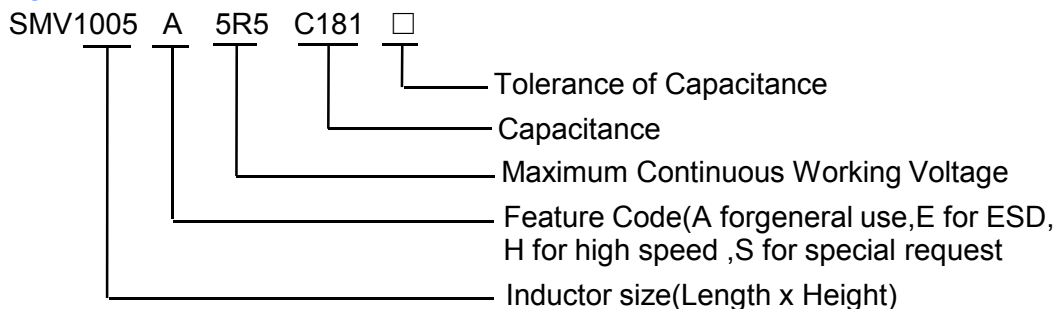 SMV1005 A 5R5 C181 □
Tolerance of Capacitance
Capacitance
Maximum Continuous Working Voltage
Feature Code(A forgeneral use,E for ESD,
H for high speed ,S for special request
Inductor size(Length x Height)